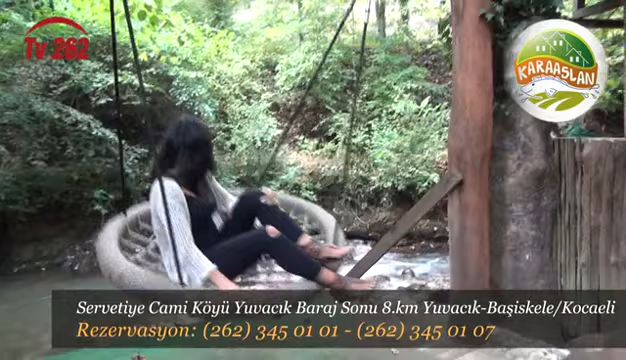 Tv 262
KARAASLAN
Servetiye Cami Köyü Yuvacık Baraj Sonu 8.km Yuvacık-Başiskele/Kocaeli
Rezervasyon: (262) 345 01 01 - (262) 345 01 07